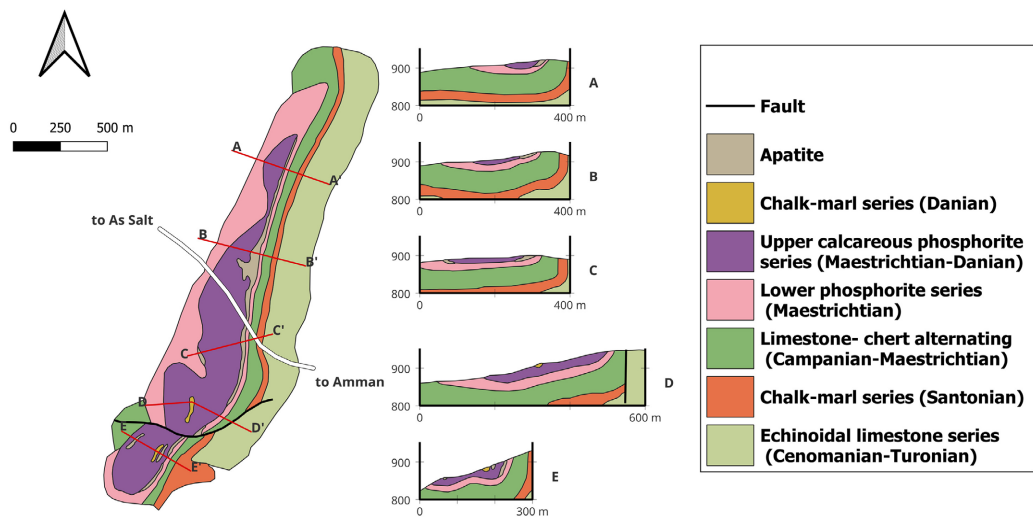 0 250 500 m
A
A'
to As Salt
B
B'
C
C'
to Amman
D
D'
E
E'
900
800
0 400 m
A
900
800
0 400 m
B
900
800
0 400 m
C
900
800
0 600 m
D
900
800
0 300 m
E
Fault
Apatite
Chalk-marl series (Danian)
Upper calcareous phosphorite
series (Maestrichtian-Danian)
Lower phosphorite series
(Maestrichtian)
Limestone- chert alternating
(Campanian-Maestrichtian)
Chalk-marl series (Santonian)
Echinoidal limestone series
(Cenomanian-Turonian)